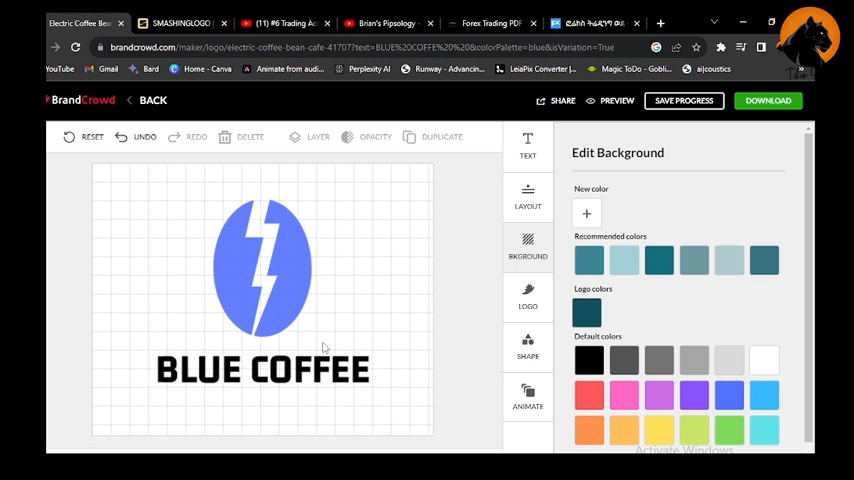 Electric Coffee Bean
SMASHINGLOGO
(11) #6 Trading Acc
Brian's Pipsology -
Forex Trading PDF
brandcrowd.com/maker/logo/electric-coffee-bean-cafe-41707?text=BLUE%20COFFE%20%20&colorPalette=blue&isVariation=True
YouTube
Gmail
Bard
Home - Canva
Animate from audi...
Perplexity AI
Runway - Advancin...
LeiaPix Converter |...
Magic ToDo - Gobli...
ai|coustics
BrandCrowd
BACK
SHARE
PREVIEW
SAVE PROGRESS
DOWNLOAD
RESET
UNDO
REDO
DELETE
LAYER
OPACITY
DUPLICATE
TEXT
LAYOUT
BKGROUND
LOGO
SHAPE
ANIMATE
Edit Background
New color
Recommended colors
Logo colors
Default colors
BLUE COFFEE
Activate Windows